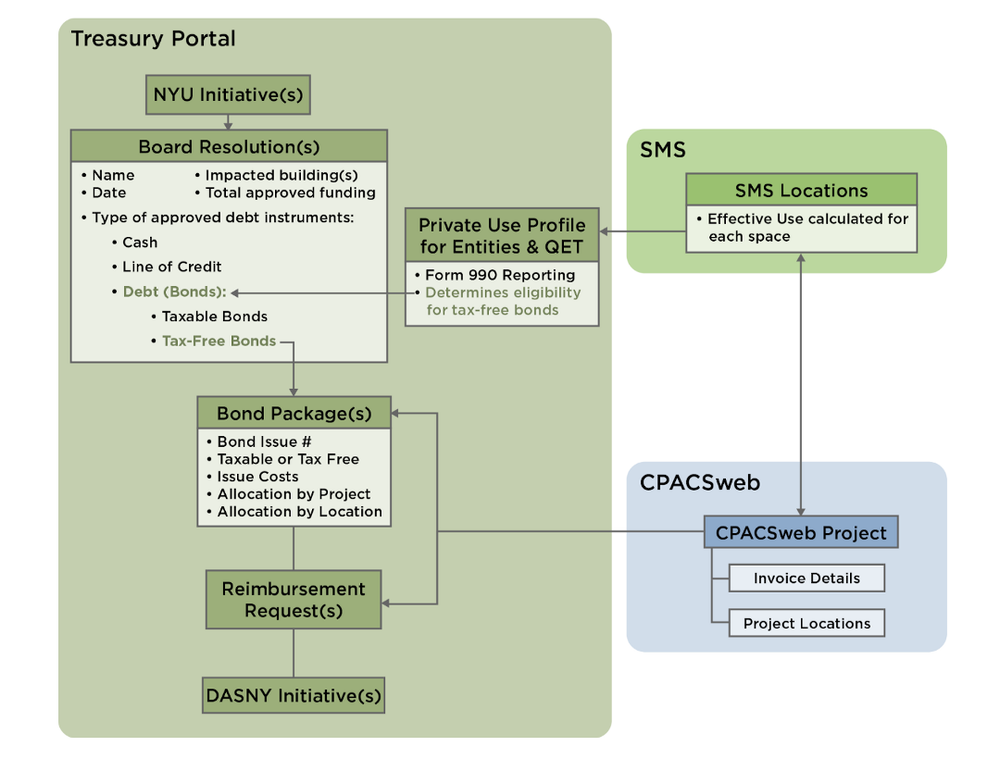 Treasury Portal
NYU Initiative(s)
Board Resolution(s)
• Name
• Impacted building(s)
• Date
• Total approved funding
• Type of approved debt instruments:
• Cash
• Line of Credit
• Debt (Bonds):
• Taxable Bonds
• Tax-Free Bonds
Private Use Profile
for Entities & QET
• Form 990 Reporting
• Determines eligibility
for tax-free bonds
Bond Package(s)
• Bond Issue #
• Taxable or Tax Free
• Issue Costs
• Allocation by Project
• Allocation by Location
Reimbursement
Request(s)
DASNY Initiative(s)
SMS
SMS Locations
• Effective Use calculated for
each space
CPACSweb
CPACSweb Project
Invoice Details
Project Locations